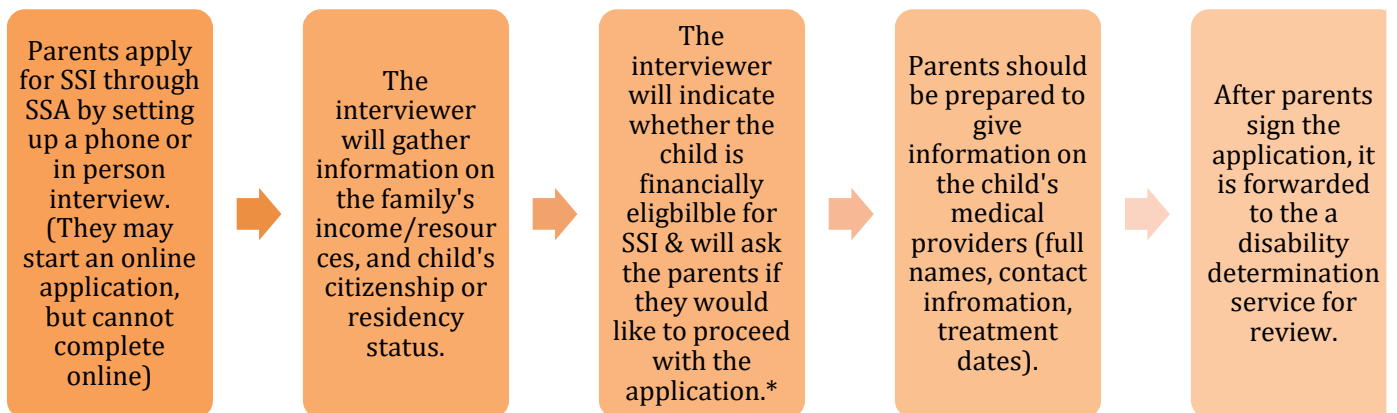 Parents apply
for SSI through
SSA by setting
up a phone or
in person
interview.
(They may
start an online
application,
but cannot
complete
online)
The
interviewer
will gather
information on
the family's
income/resour
ces, and child's
citizenship or
residency
status.
The
interviewer
will indicate
whether the
child is
financially
eligbilble for
SSI & will ask
the parents if
they would
like to proceed
with the
application.*
Parents should
be prepared to
give
information on
the child's
medical
providers (full
names, contact
infromation,
treatment
dates).
After parents
sign the
application, it
is forwarded
to the a
disability
determination
service for
review.